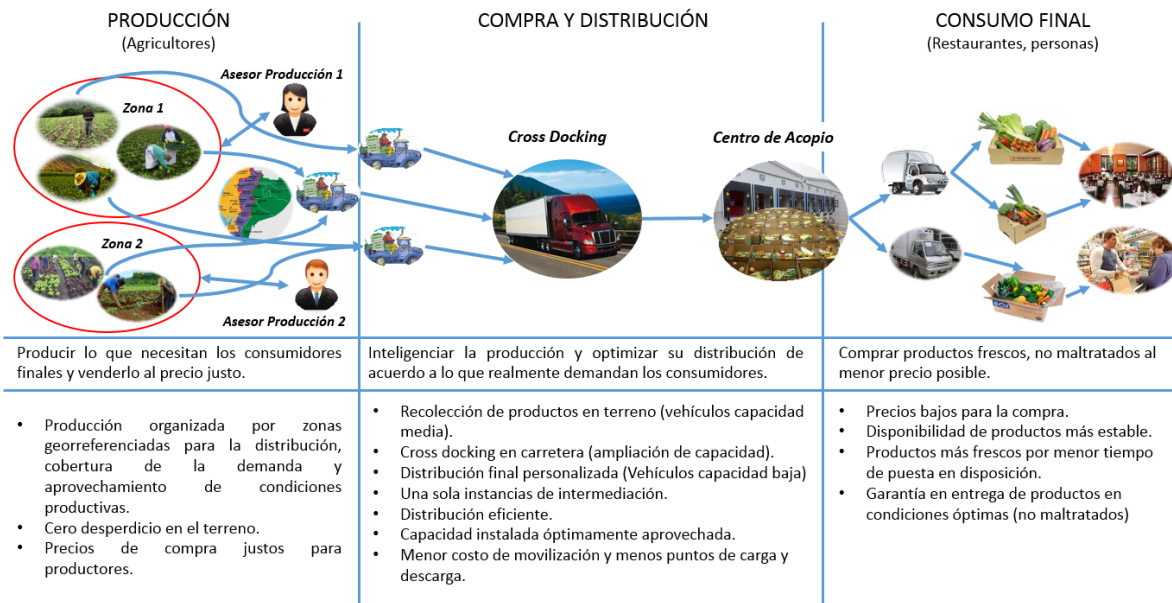 PRODUCCIÓN
(Agricultores)
Asesor Producción 1
Zona 1
Zona 2
Asesor Producción 2
COMPRA Y DISTRIBUCIÓN
Cross Docking
Centro de Acopio
CONSUMO FINAL
(Restaurantes, personas)
Producir lo que necesitan los consumidores
finales y venderlo al precio justo.
Inteligenciar la producción y optimizar su distribución de
acuerdo a lo que realmente demandan los consumidores.
Comprar productos frescos, no maltratados al
menor precio posible.
• Producción organizada por zonas
georreferenciadas para la distribución,
cobertura de la demanda y
aprovechamiento de condiciones
productivas.
• Cero desperdicio en el terreno.
• Precios de compra justos para
productores.
• Recolección de productos en terreno (vehículos capacidad
media).
• Cross docking en carretera (ampliación de capacidad).
• Distribución final personalizada (Vehículos capacidad baja)
• Una sola instancias de intermediación.
• Distribución eficiente.
• Capacidad instalada óptimamente aprovechada.
• Menor costo de movilización y menos puntos de carga y
descarga.
• Precios bajos para la compra.
• Disponibilidad de productos más estable.
• Productos más frescos por menor tiempo
de puesta en disposición.
• Garantía en entrega de productos en
condiciones óptimas (no maltratados)